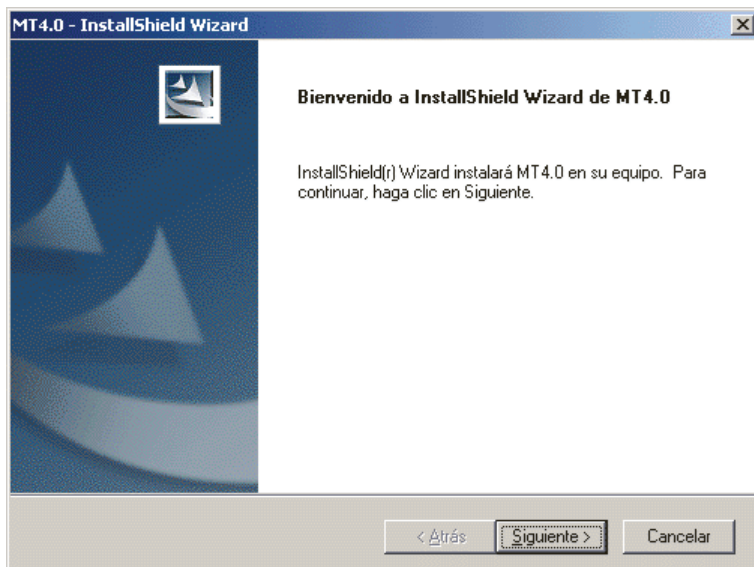 MT4.0 - InstallShield Wizard
Bienvenido a InstallShield Wizard de MT4.0
InstallShield(r) Wizard instalará MT4.0 en su equipo. Para
continuar, haga clic en Siguiente.
< Atrás
Siguiente >
Cancelar